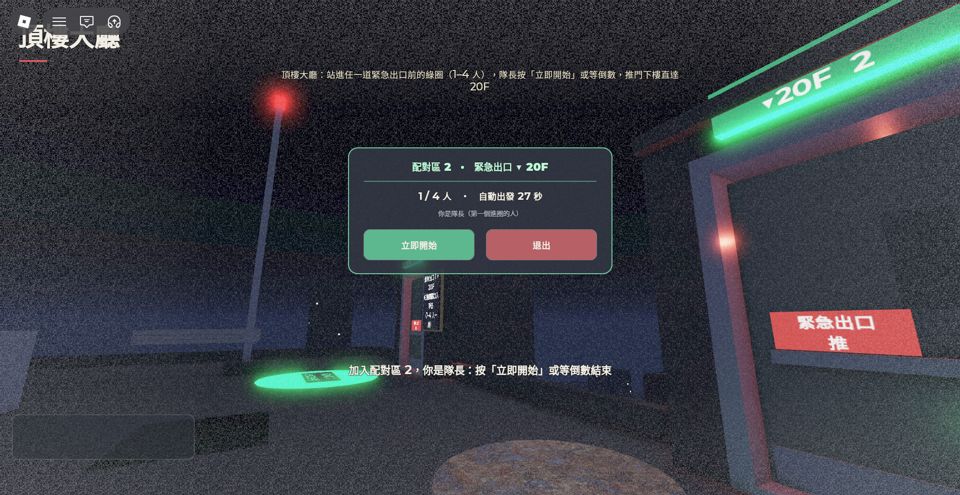 頂樓大廳
頂樓大廳：站進任一道緊急出口前的綠圈（1–4 人），隊長按「立即開始」或等倒數，推門下樓直達
20F
▼20F 2
配對區 2 • 緊急出口 ▼ 20F
1 / 4 人 • 自動出發 27 秒
你是隊長（第一個進圈的人）
立即開始
退出
緊急出口
推
加入配對區 2，你是隊長：按「立即開始」或等倒數結束